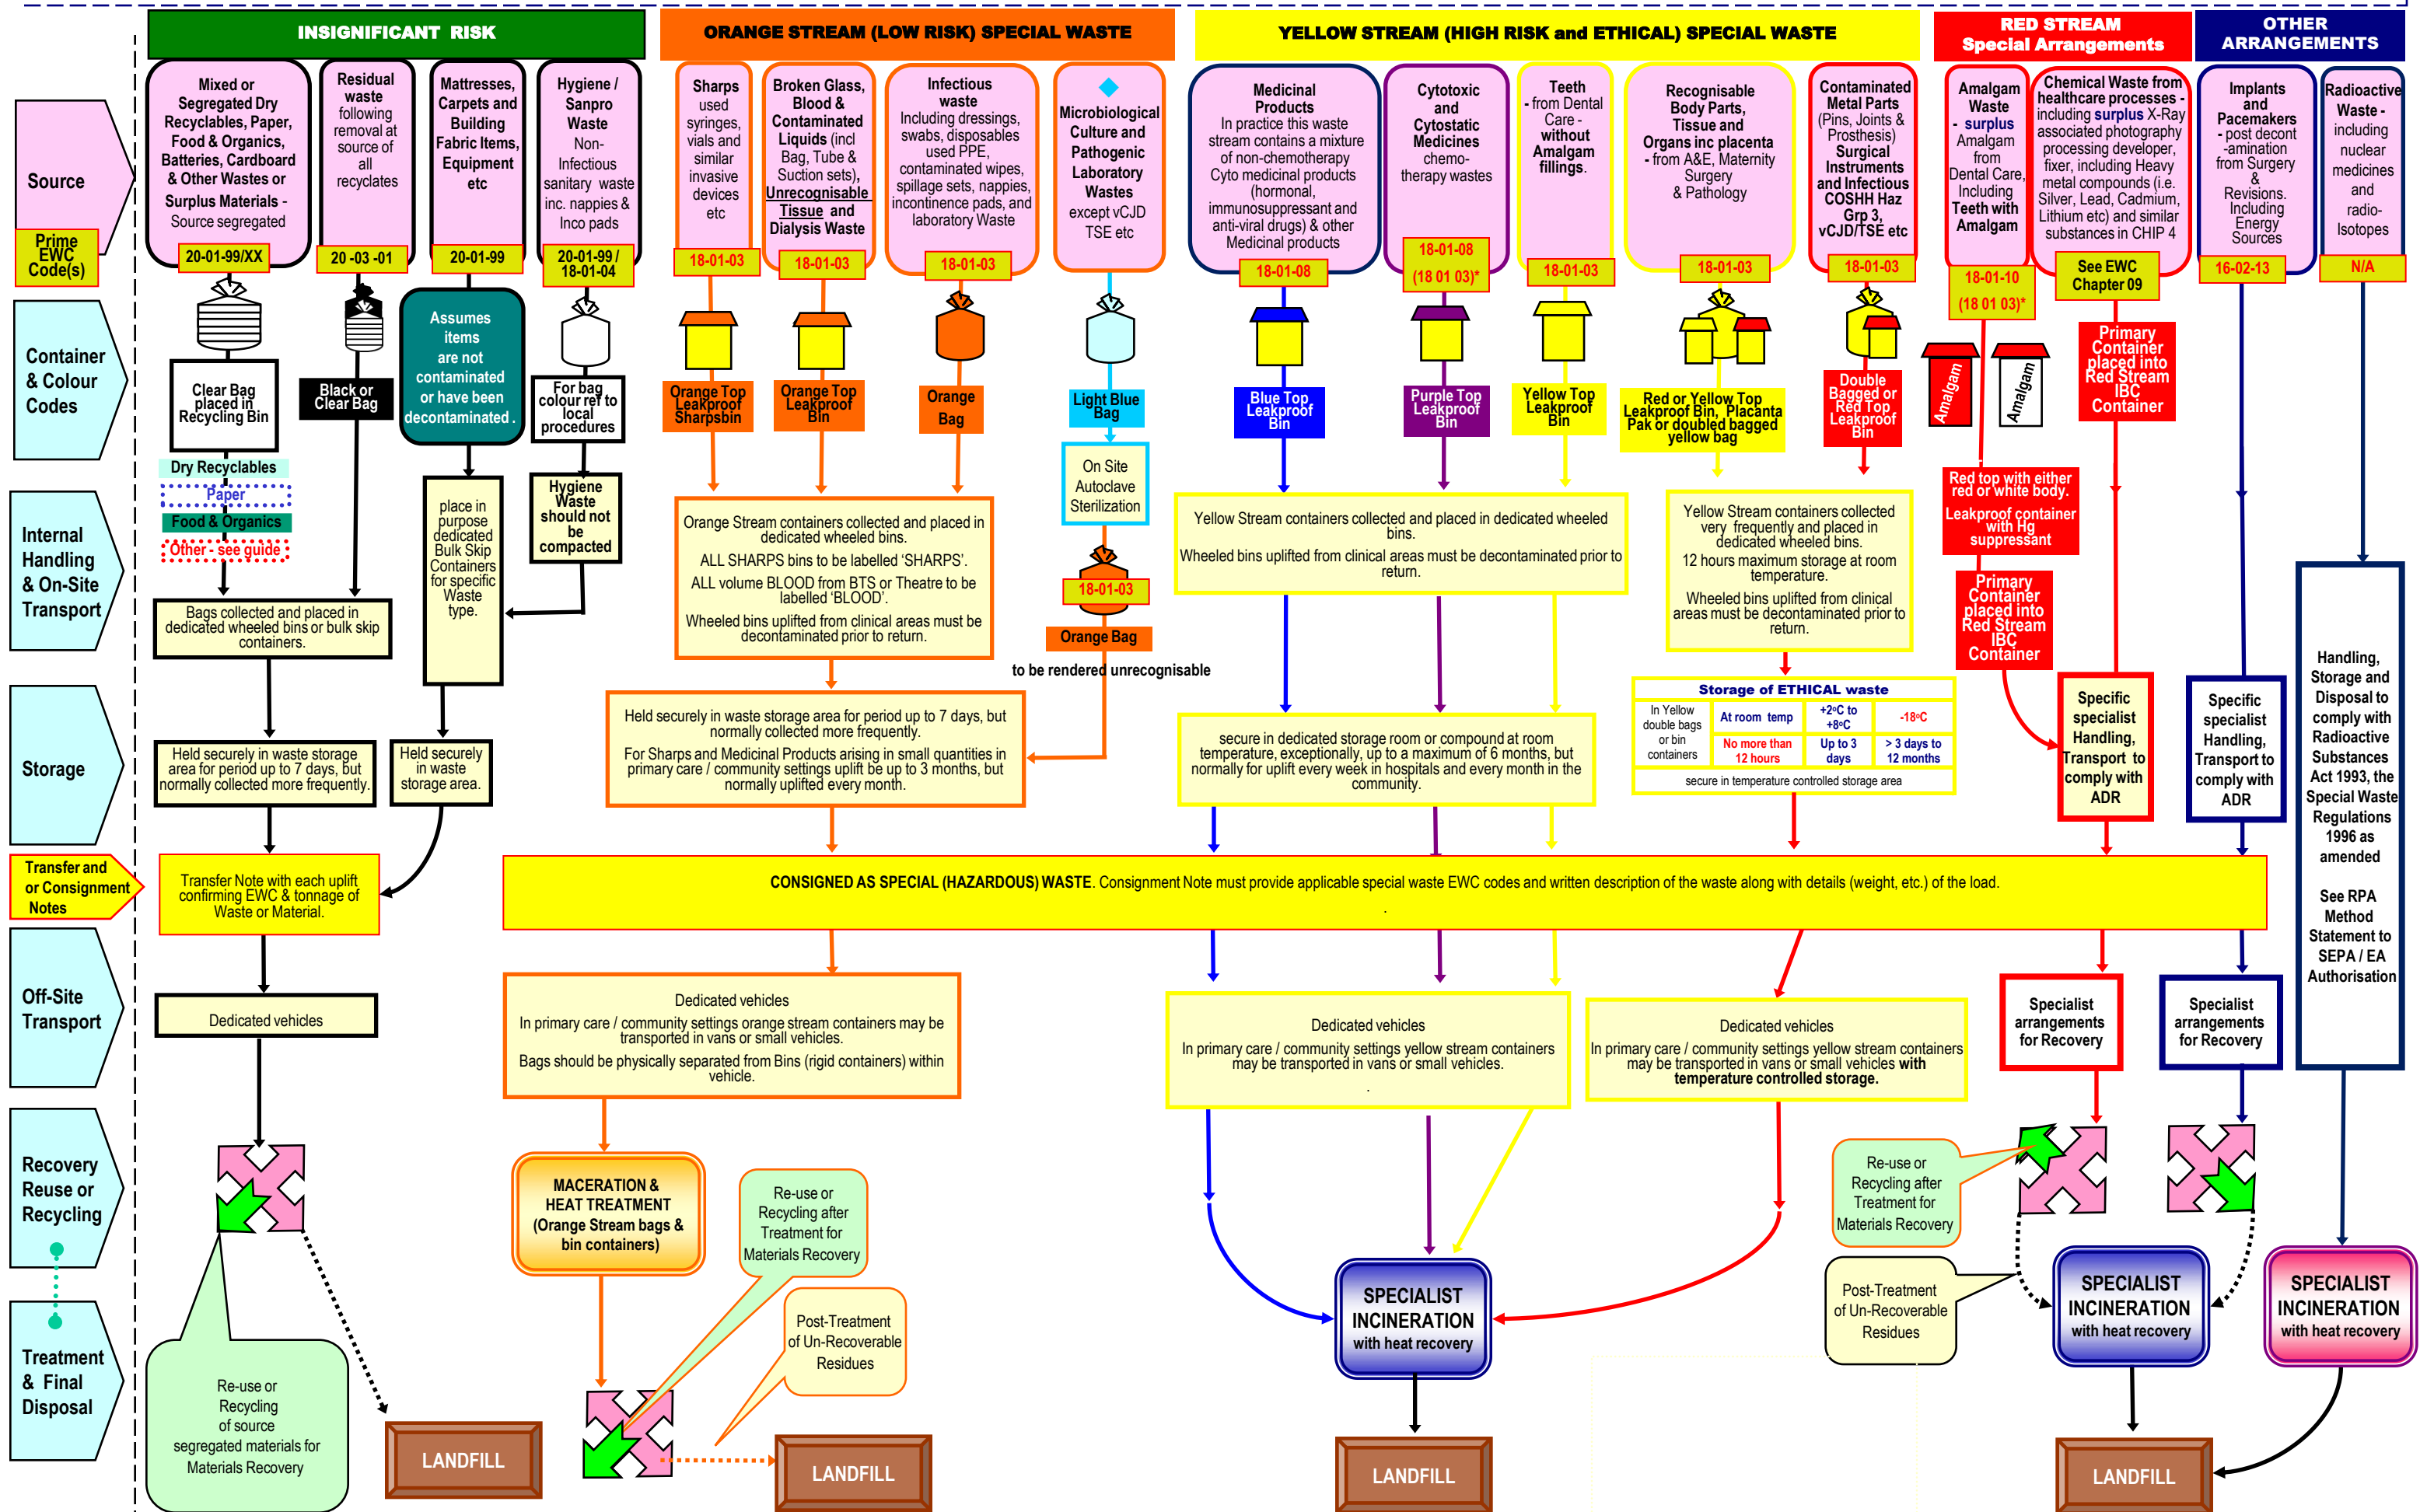 INSIGNIFICANT RISK
ORANGE STREAM (LOW RISK) SPECIAL WASTE
YELLOW STREAM (HIGH RISK and ETHICAL) SPECIAL WASTE
RED STREAM
Special Arrangements
OTHER
ARRANGEMENTS
Source
Prime
EWC
Code(s)
Mixed or
Segregated Dry
Recyclables, Paper,
Food & Organics,
Batteries, Cardboard
& Other Wastes or
Surplus Materials -
Source segregated
20-01-99/XX
Residual
waste
following
removal at
source of
all
recyclates
20 -03 -01
Mattresses,
Carpets and
Building
Fabric Items,
Equipment
etc
20-01-99
Hygiene /
Sanpro
Waste
Non-
Infectious
sanitary waste
inc. nappies &
Inco pads
20-01-99 /
18-01-04
Sharps
used
syringes,
vials and
similar
invasive
devices
etc
18-01-03
Broken Glass,
Blood &
Contaminated
Liquids (incl
Bag, Tube &
Suction sets),
Unrecognisable
Tissue and
Dialysis Waste
18-01-03
Infectious
waste
Including dressings,
swabs, disposables
used PPE,
contaminated wipes,
spillage sets, nappies,
incontinence pads, and
laboratory Waste
18-01-03
Microbiological
Culture and
Pathogenic
Laboratory
Wastes
except vCJD
TSE etc
Medicinal
Products
In practice this waste
stream contains a mixture
of non-chemotherapy
Cyto medicinal products
(hormonal,
immunosuppressant and
anti-viral drugs) & other
Medicinal products
18-01-08
Cytotoxic
and
Cytostatic
Medicines
chemo-
therapy wastes
18-01-08
(18 01 03)*
Teeth
- from Dental
Care -
without
Amalgam
fillings.
18-01-03
Recognisable
Body Parts,
Tissue and
Organs inc placenta
- from A&E, Maternity
Surgery
& Pathology
18-01-03
Contaminated
Metal Parts
(Pins, Joints &
Prosthesis)
Surgical
Instruments
and Infectious
COSHH Haz
Grp 3,
vCJD/TSE etc
18-01-03
Amalgam
Waste
- surplus
Amalgam
from
Dental Care,
Including
Teeth with
Amalgam
18-01-10
(18 01 03)*
Chemical Waste from
healthcare processes -
including surplus X-Ray
associated photography
processing developer,
fixer, including Heavy
metal compounds (i.e.
Silver, Lead, Cadmium,
Lithium etc) and similar
substances in CHIP 4
See EWC
Chapter 09
Implants
and
Pacemakers
- post decont
-amination
from Surgery
&
Revisions.
Including
Energy
Sources
16-02-13
Radioactive
Waste -
including
nuclear
medicines
and
radio-
Isotopes
N/A
Container
& Colour
Codes
Clear Bag
placed in
Recycling Bin
Black or
Clear Bag
Assumes
items
are not
contaminated
or have been
decontaminated .
For bag
colour ref to
local
procedures
Orange Top
Leakproof
Sharpsbin
Orange Top
Leakproof
Bin
Orange
Bag
Light Blue
Bag
Blue Top
Leakproof
Bin
Purple Top
Leakproof
Bin
Yellow Top
Leakproof
Bin
Red or Yellow Top
Leakproof Bin, Placanta
Pak or doubled bagged
yellow bag
Double
Bagged or
Red Top
Leakproof
Bin
Amalgam
Amalgam
Primary
Container
placed into
Red Stream
IBC
Container
Dry Recyclables
Paper
Food & Organics
Other - see guide
Internal
Handling
& On-Site
Transport
Bags collected and placed in
dedicated wheeled bins or bulk skip
containers.
place in
purpose
dedicated
Bulk Skip
Containers
for specific
Waste
type.
Hygiene
Waste
should not
be
compacted
Orange Stream containers collected and placed in
dedicated wheeled bins.
ALL SHARPS bins to be labelled ‘SHARPS’.
ALL volume BLOOD from BTS or Theatre to be
labelled ‘BLOOD’.
Wheeled bins uplifted from clinical areas must be
decontaminated prior to return.
On Site
Autoclave
Sterilization
18-01-03
Orange Bag
to be rendered unrecognisable
Yellow Stream containers collected and placed in dedicated wheeled
bins.
Wheeled bins uplifted from clinical areas must be decontaminated prior to
return.
Yellow Stream containers collected
very frequently and placed in
dedicated wheeled bins.
12 hours maximum storage at room
temperature.
Wheeled bins uplifted from clinical
areas must be decontaminated prior to
return.
Red top with either
red or white body.
Leakproof container
with Hg
suppressant
Primary
Container
placed into
Red Stream
IBC
Container
Handling,
Storage and
Disposal to
comply with
Radioactive
Substances
Act 1993, the
Special Waste
Regulations
1996 as
amended
See RPA
Method
Statement to
SEPA / EA
Authorisation
Storage
Held securely in waste storage
area for period up to 7 days, but
normally collected more frequently.
Held securely
in waste
storage area.
Held securely in waste storage area for period up to 7 days, but
normally collected more frequently.
For Sharps and Medicinal Products arising in small quantities in
primary care / community settings uplift be up to 3 months, but
normally uplifted every month.
secure in dedicated storage room or compound at room
temperature, exceptionally, up to a maximum of 6 months, but
normally for uplift every week in hospitals and every month in the
community.
Storage of ETHICAL waste
In Yellow
double bags
or bin
containers
At room temp
+2ºC to
+8ºC
-18ºC
No more than
12 hours
Up to 3
days
> 3 days to
12 months
secure in temperature controlled storage area
Specific
specialist
Handling,
Transport to
comply with
ADR
Specific
specialist
Handling,
Transport to
comply with
ADR
Transfer and
or Consignment
Notes
Transfer Note with each uplift
confirming EWC & tonnage of
Waste or Material.
CONSIGNED AS SPECIAL (HAZARDOUS) WASTE. Consignment Note must provide applicable special waste EWC codes and written description of the waste along with details (weight, etc.) of the load.
.
Off-Site
Transport
Dedicated vehicles
Dedicated vehicles
In primary care / community settings orange stream containers may be
transported in vans or small vehicles.
Bags should be physically separated from Bins (rigid containers) within
vehicle.
Dedicated vehicles
In primary care / community settings yellow stream containers
may be transported in vans or small vehicles.
.
Dedicated vehicles
In primary care / community settings yellow stream containers
may be transported in vans or small vehicles with
temperature controlled storage.
Specialist
arrangements
for Recovery
Specialist
arrangements
for Recovery
Recovery
Reuse or
Recycling
MACERATION &
HEAT TREATMENT
(Orange Stream bags &
bin containers)
Re-use or
Recycling after
Treatment for
Materials Recovery
Re-use or
Recycling after
Treatment for
Materials Recovery
Treatment
& Final
Disposal
Re-use or
Recycling
of source
segregated materials for
Materials Recovery
Post-Treatment
of Un-Recoverable
Residues
SPECIALIST
INCINERATION
with heat recovery
Post-Treatment
of Un-Recoverable
Residues
SPECIALIST
INCINERATION
with heat recovery
SPECIALIST
INCINERATION
with heat recovery
LANDFILL
LANDFILL
LANDFILL
LANDFILL